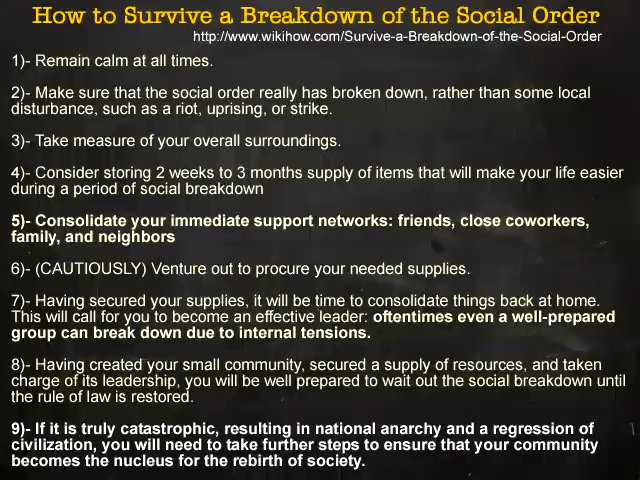 How to Survive a Breakdown of the Social Order
http://www.wikihow.com/Survive-a-Breakdown-of-the-Social-Order
1)- Remain calm at all times.
2)- Make sure that the social order really has broken down, rather than some local
disturbance, such as a riot, uprising, or strike.
3)- Take measure of your overall surroundings.
4)- Consider storing 2 weeks to 3 months supply of items that will make your life easier
during a period of social breakdown
5)- Consolidate your immediate support networks: friends, close coworkers,
family, and neighbors
6)- (CAUTIOUSLY) Venture out to procure your needed supplies.
7)- Having secured your supplies, it will be time to consolidate things back at home.
This will call for you to become an effective leader: oftentimes even a well-prepared
group can break down due to internal tensions.
8)- Having created your small community, secured a supply of resources, and taken
charge of its leadership, you will be well prepared to wait out the social breakdown until
the rule of law is restored.
9)- If it is truly catastrophic, resulting in national anarchy and a regression of
civilization, you will need to take further steps to ensure that your community
becomes the nucleus for the rebirth of society.